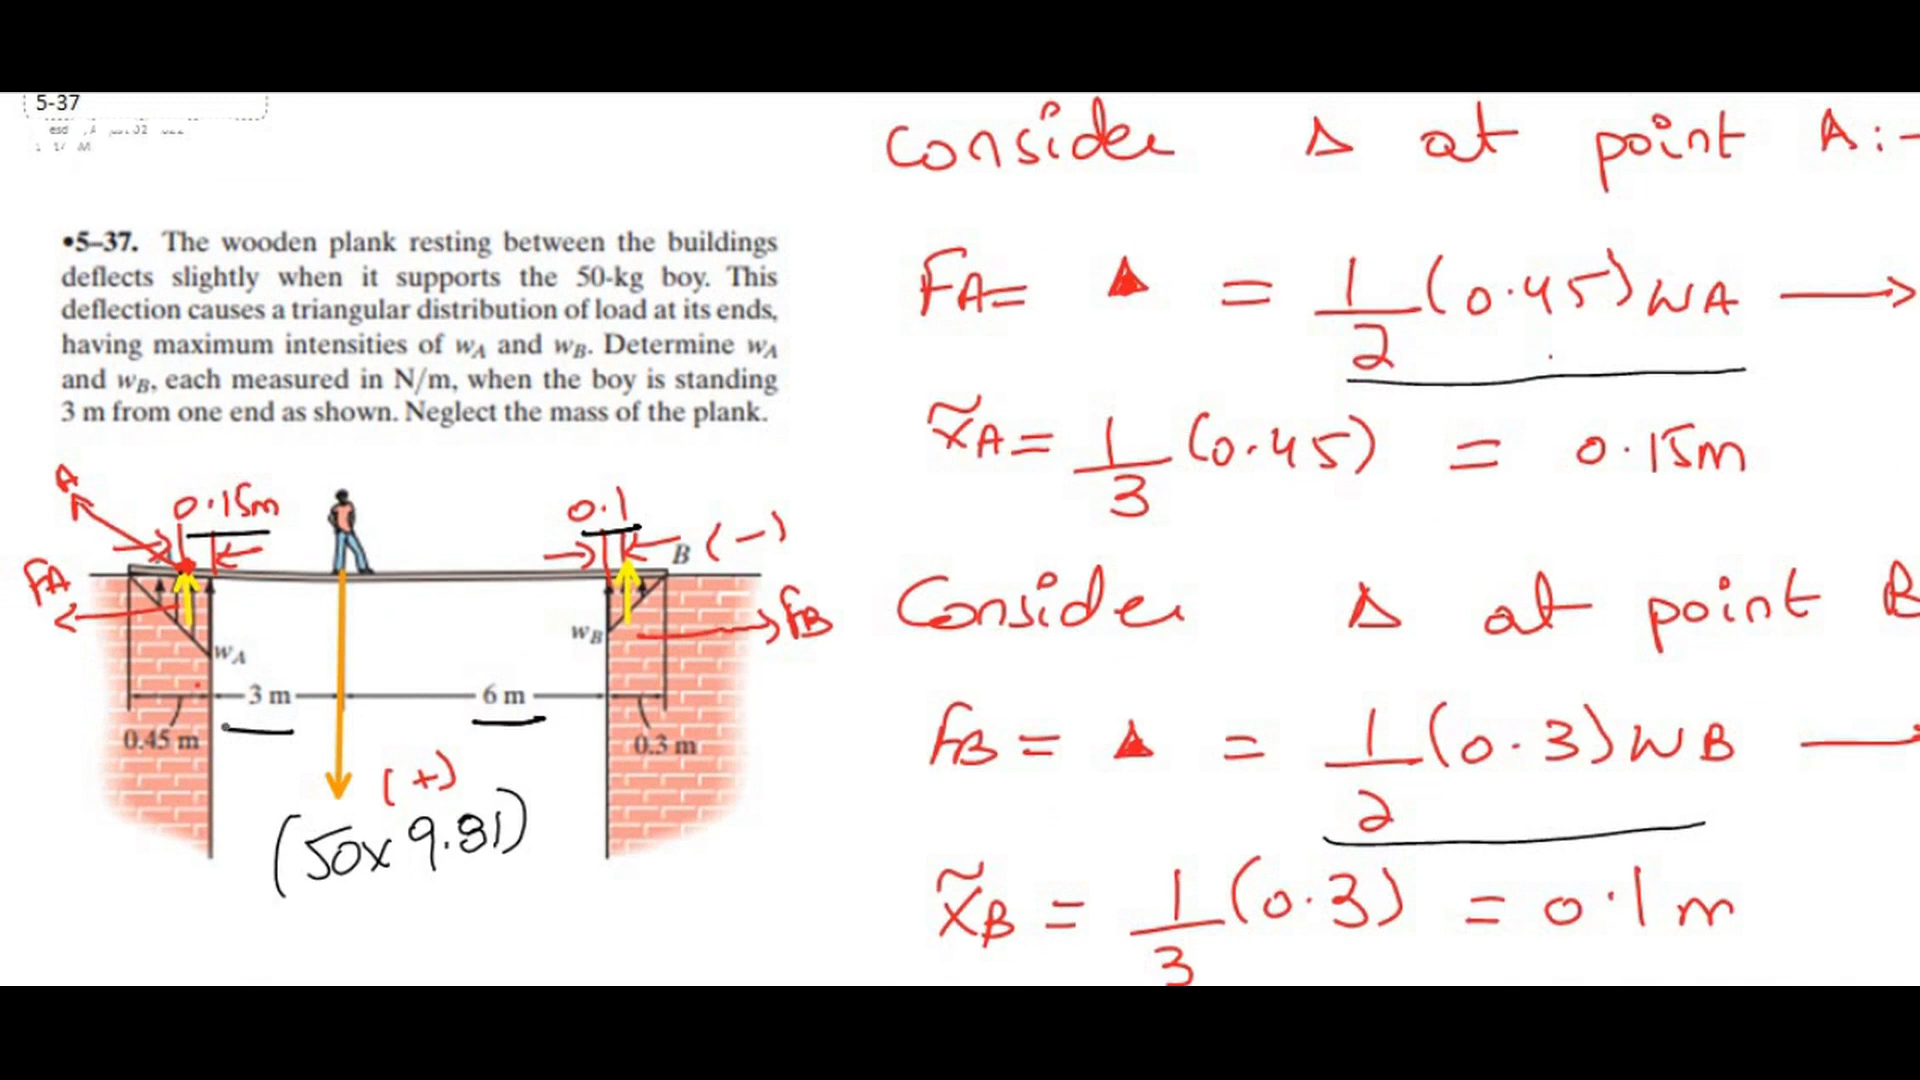 5-37
•5–37. The wooden plank resting between the buildings
deflects slightly when it supports the 50-kg boy. This
deflection causes a triangular distribution of load at its ends,
having maximum intensities of wA and wB. Determine wA
and wB, each measured in N/m, when the boy is standing
3 m from one end as shown. Neglect the mass of the plank.
A
0.15m
0.1
B (-)
FA
FB
wA
wB
3 m
6 m
0.45 m
0.3 m
(+)
(50x9.81)
Consider Δ at point A:-
FA= ▲ = 1/2 (0.45) WA →
x̃A= 1/3 (0.45) = 0.15m
Consider Δ at point B
FB = ▲ = 1/2 (0.3) WB →
x̃B = 1/3 (0.3) = 0.1m